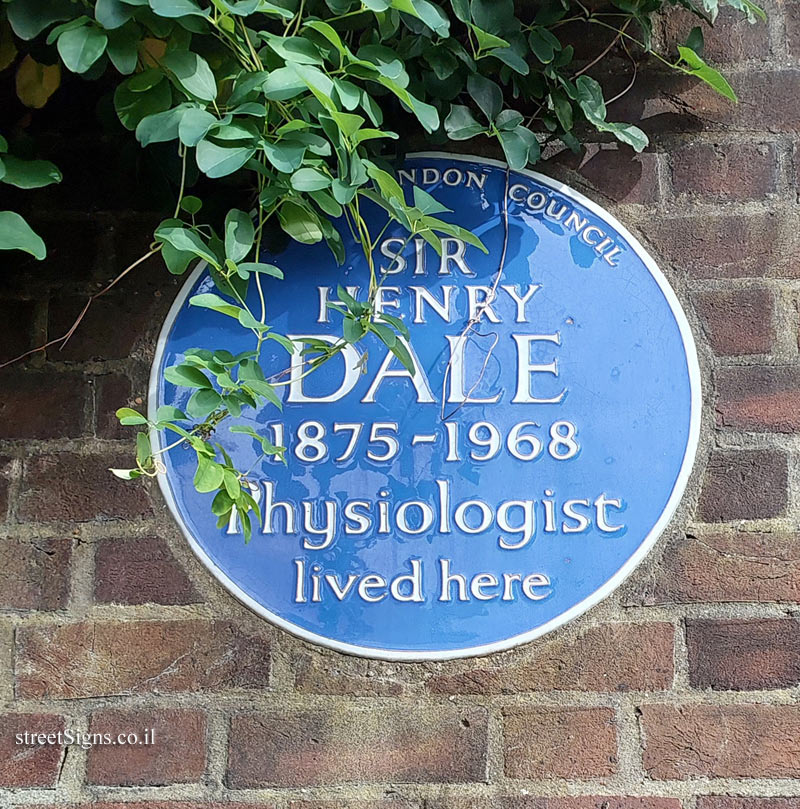 NDON COUNCIL
SIR
HENRY
DALE
1875-1968
Physiologist
lived here
streetSigns.co.il